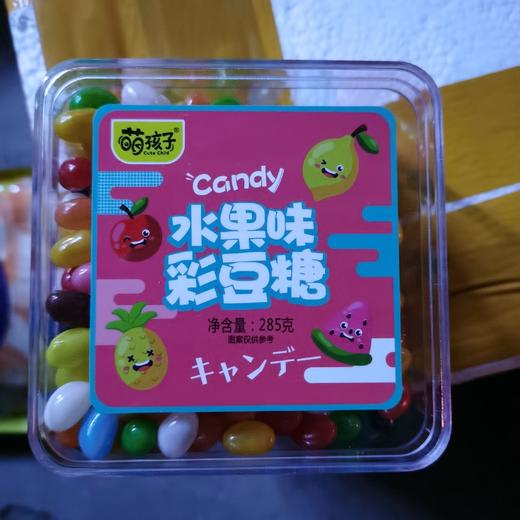 萌孩子®
Cute Child
Candy
水果味
彩豆糖
净含量：285克
图案仅供参考
キャンデー